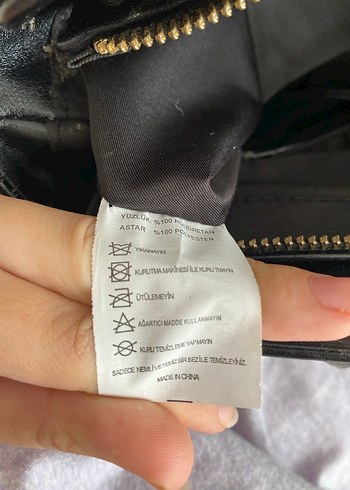 YÜZLÜK: %100 POLİÜRETAN
ASTAR %100 POLYESTER
YIKAMAYIN
KURUTMA MAKİNESİ İLE KURUTMAYIN
ÜTÜLEMEYİN
AĞARTICI MADDE KULLANMAYIN
KURU TEMİZLEME YAPMAYIN
SADECE NEMLİ VE TEMİZ BİR BEZ İLE TEMİZLEYİNİZ.
MADE IN CHINA